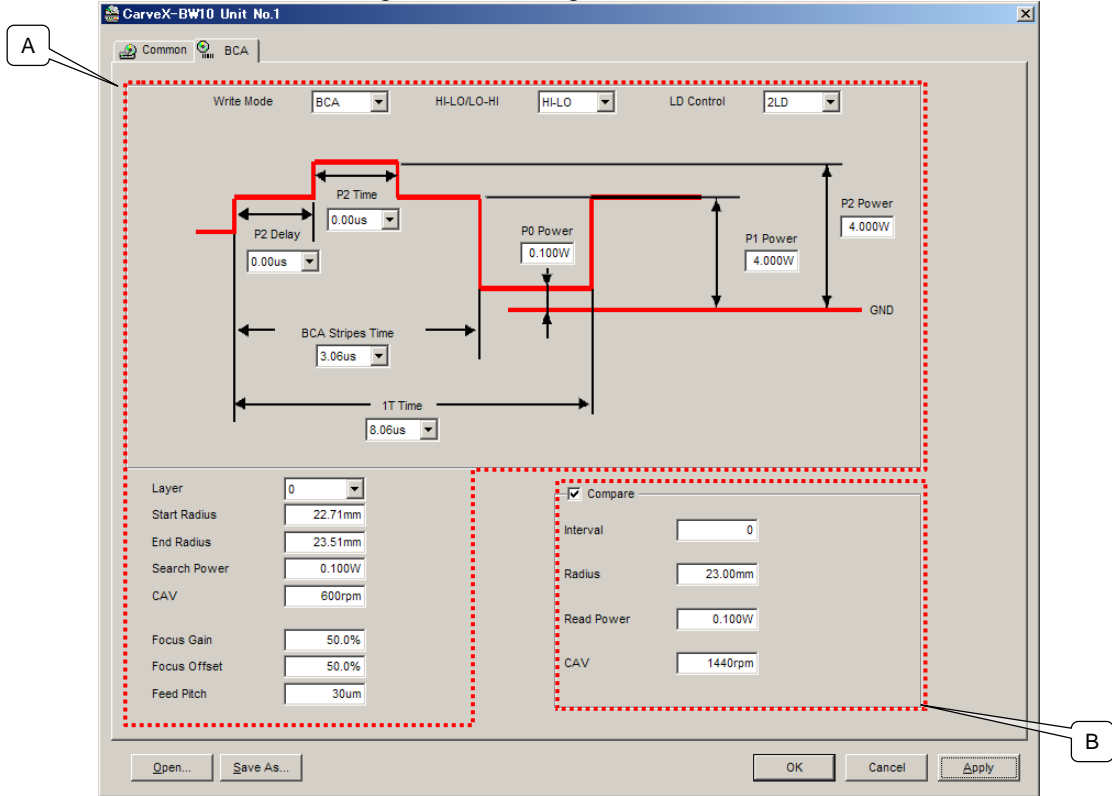 CarveX-BW10 Unit No.1
A
Common BCA
Write Mode BCA HI-LO/LO-HI HI-LO LD Control 2LD
P2 Time
0.00us
P2 Delay
0.00us
P0 Power
0.100W
P1 Power
4.000W
P2 Power
4.000W
GND
BCA Stripes Time
3.06us
1T Time
8.06us
Layer 0
Start Radius 22.71mm
End Radius 23.51mm
Search Power 0.100W
CAV 600rpm
Focus Gain 50.0%
Focus Offset 50.0%
Feed Pitch 30um
Compare
Interval 0
Radius 23.00mm
Read Power 0.100W
CAV 1440rpm
B
Open... Save As... OK Cancel Apply